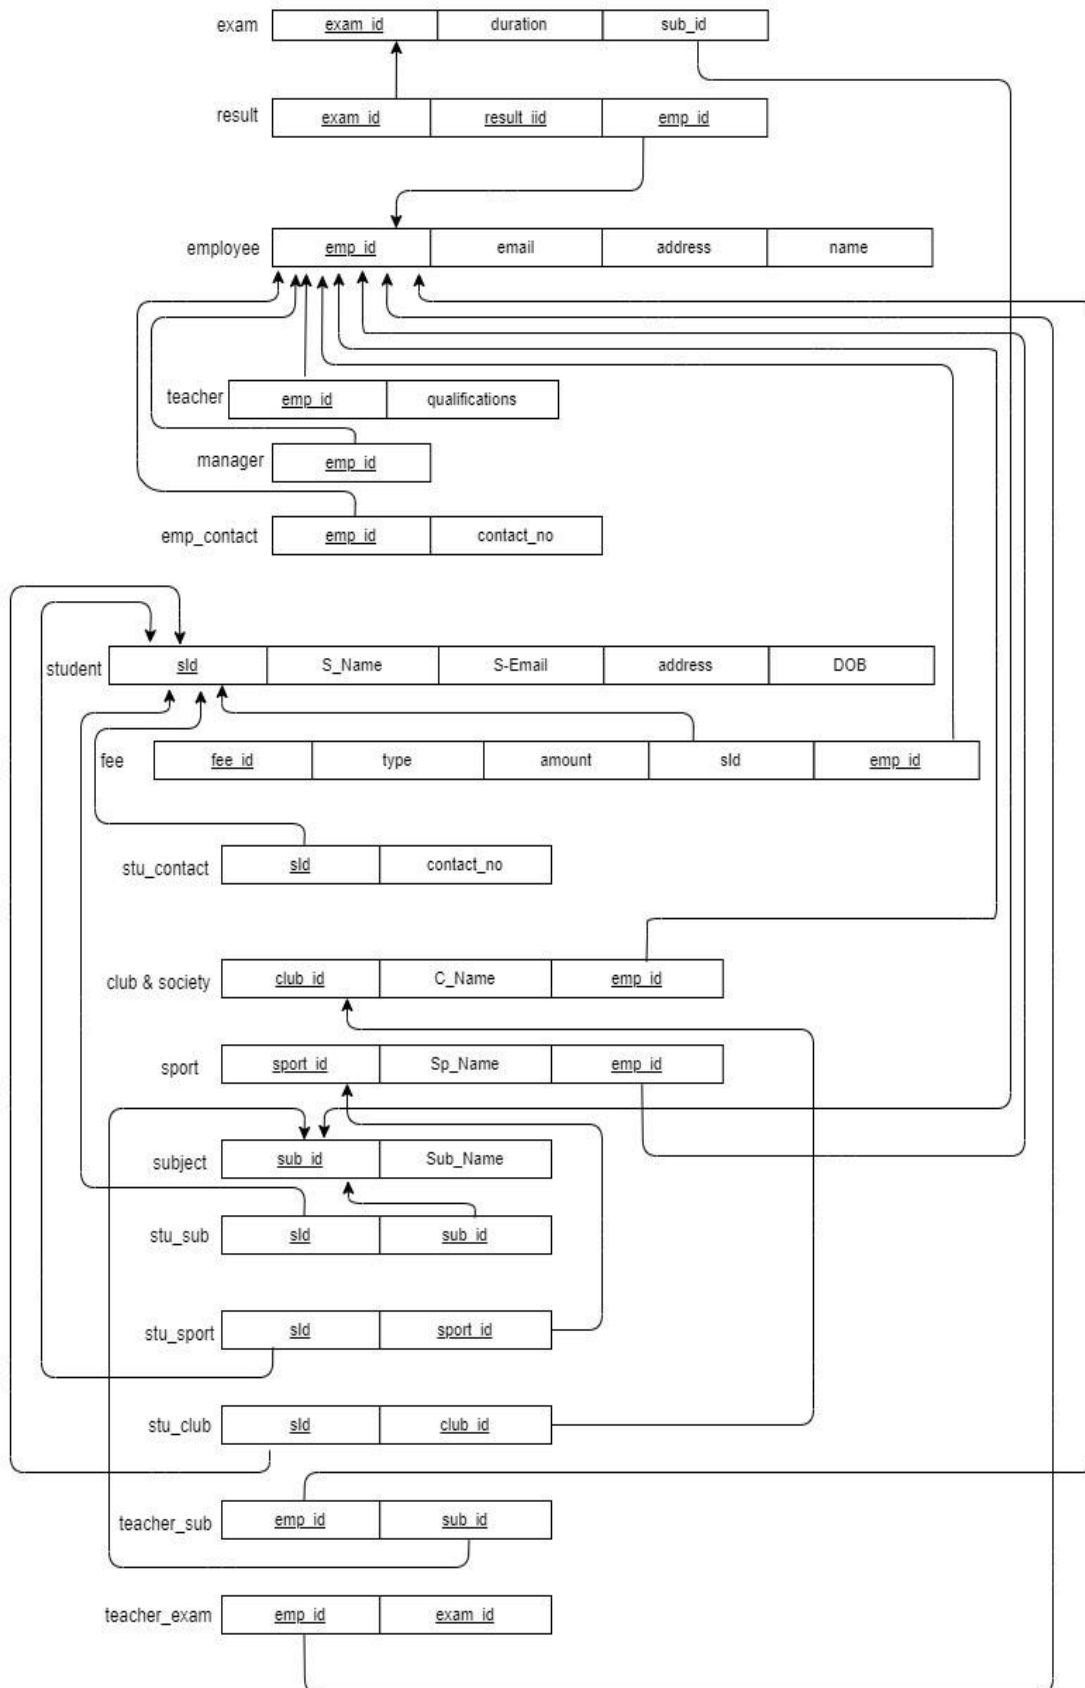 exam exam_id duration sub_id
result exam_id result_iid emp_id
employee emp_id email address name
teacher emp_id qualifications
manager emp_id
emp_contact emp_id contact_no
student sId S_Name S-Email address DOB
fee fee_id type amount sId emp_id
stu_contact sId contact_no
club & society club_id C_Name emp_id
sport sport_id Sp_Name emp_id
subject sub_id Sub_Name
stu_sub sId sub_id
stu_sport sId sport_id
stu_club sId club_id
teacher_sub emp_id sub_id
teacher_exam emp_id exam_id